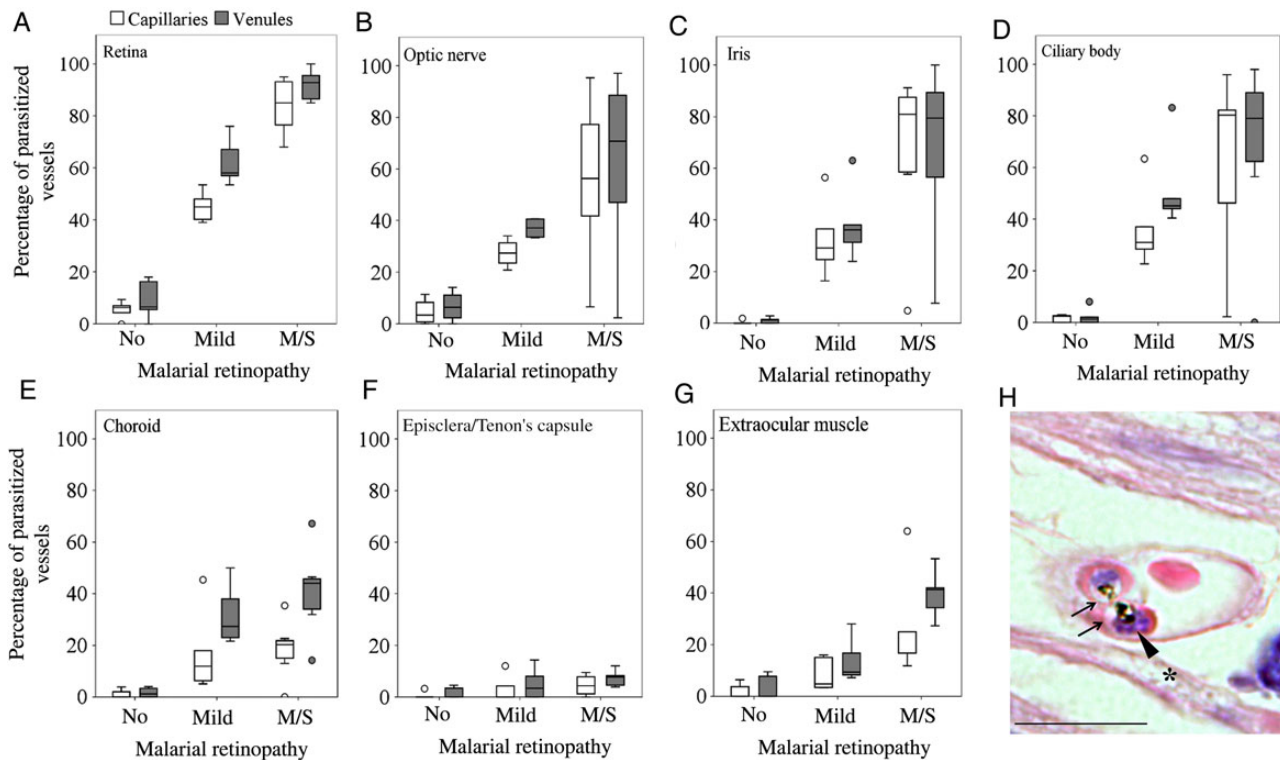 Capillaries Venules
A
Retina
Percentage of parasitized
vessels
100
80
60
40
20
0
No Mild M/S
Malarial retinopathy
B
Optic nerve
100
80
60
40
20
0
No Mild M/S
Malarial retinopathy
C
Iris
100
80
60
40
20
0
No Mild M/S
Malarial retinopathy
D
Ciliary body
100
80
60
40
20
0
No Mild M/S
Malarial retinopathy
E
Choroid
Percentage of parasitized
vessels
100
80
60
40
20
0
No Mild M/S
Malarial retinopathy
F
Episclera/Tenon's capsule
100
80
60
40
20
0
No Mild M/S
Malarial retinopathy
G
Extraocular muscle
100
80
60
40
20
0
No Mild M/S
Malarial retinopathy
H
*